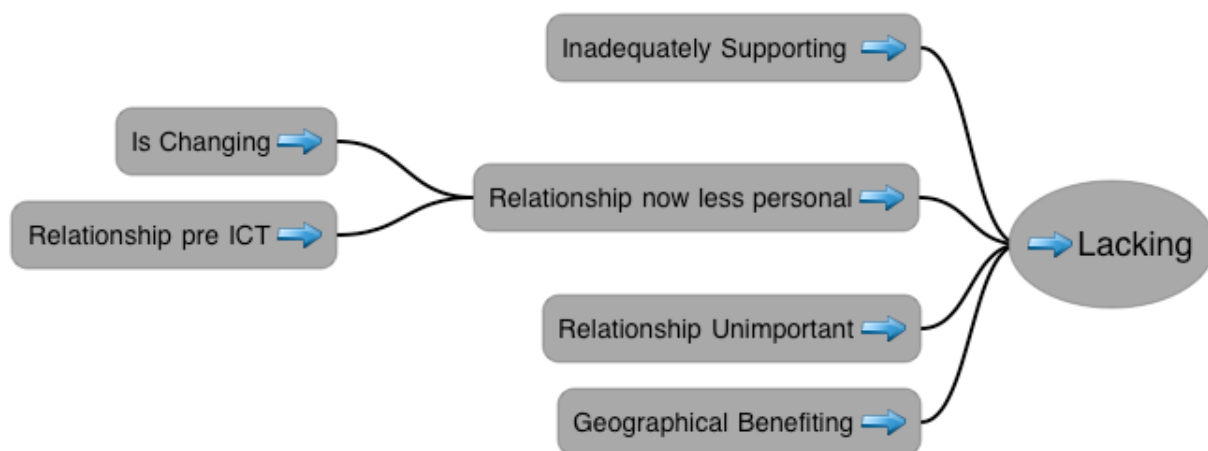 Inadequately Supporting
Is Changing
Relationship now less personal
Relationship pre ICT
Lacking
Relationship Unimportant
Geographical Benefiting